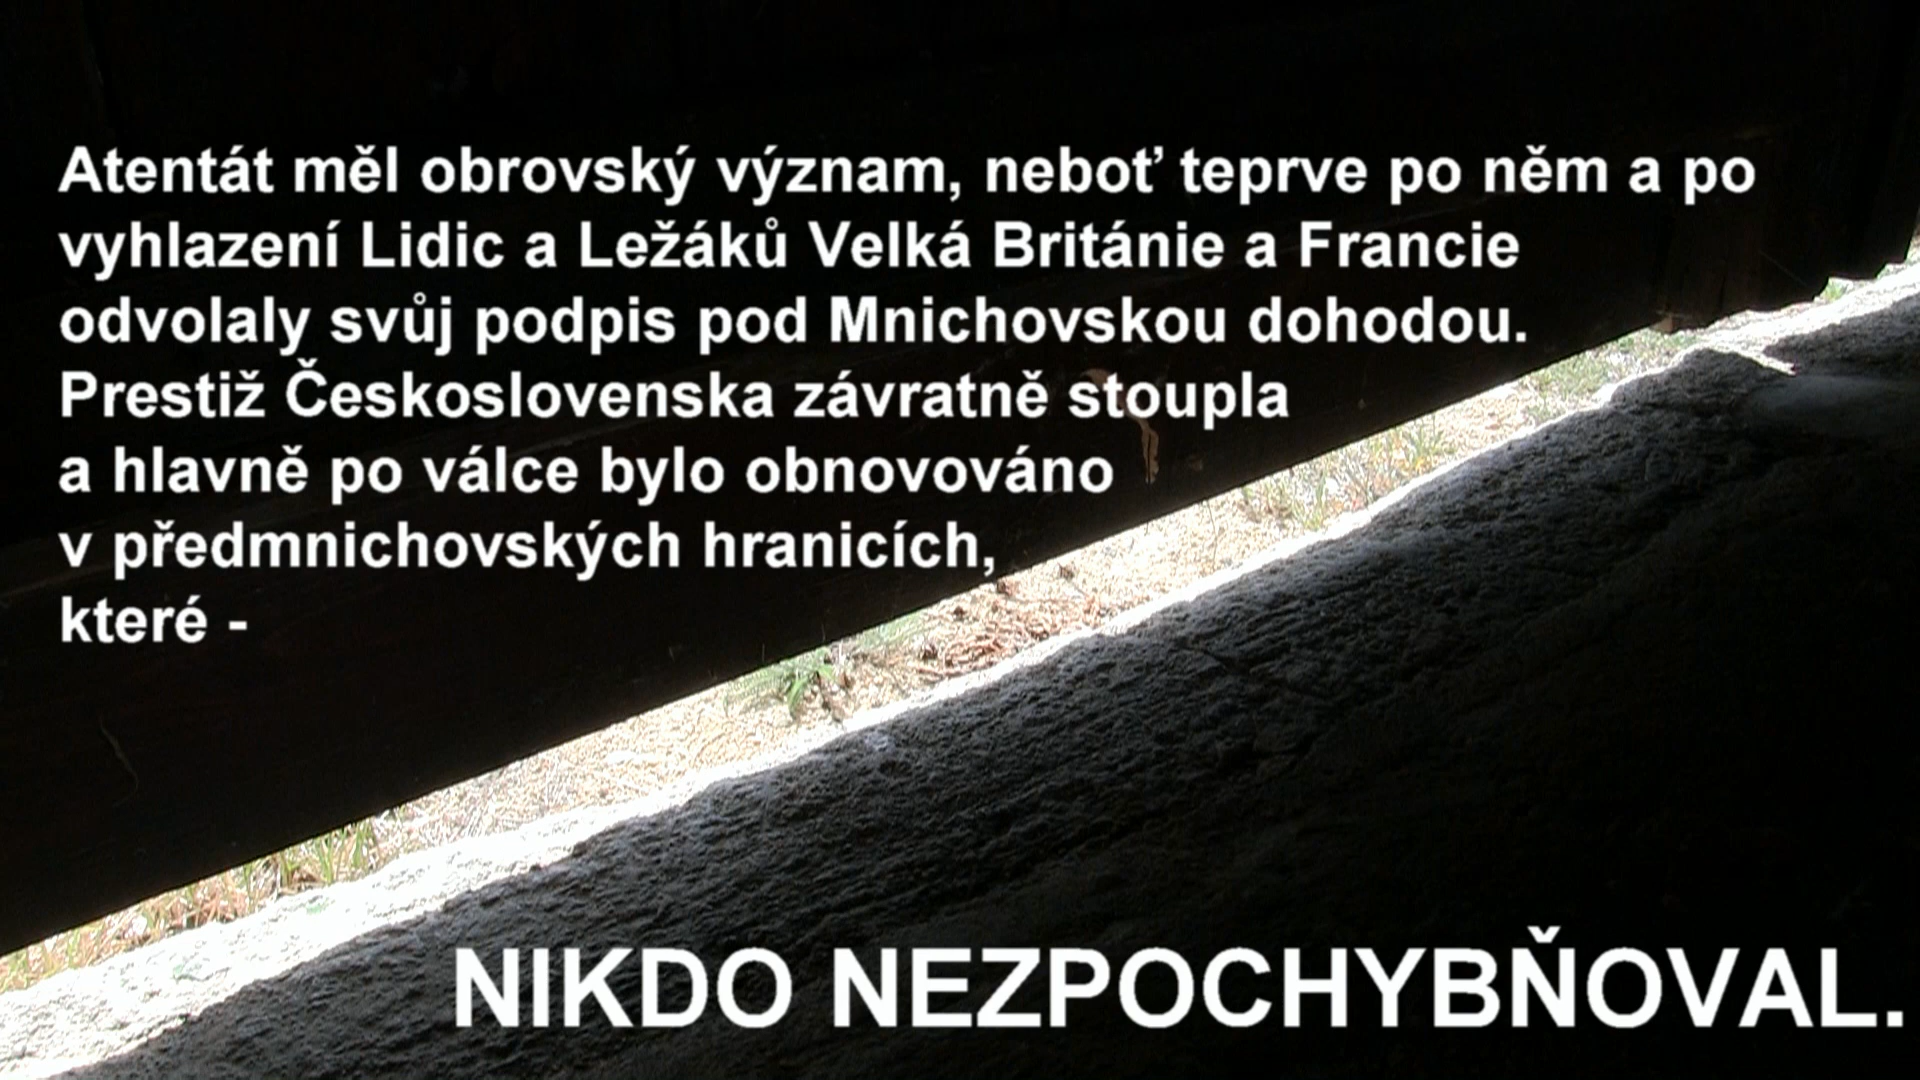 Atentát měl obrovský význam, neboť teprve po něm a po
vyhlazení Lidic a Ležáků Velká Británie a Francie
odvolaly svůj podpis pod Mnichovskou dohodou.
Prestiž Československa závratně stoupla
a hlavně po válce bylo obnovováno
v předmnichovských hranicích,
které -
NIKDO NEZPOCHYBŇOVAL.